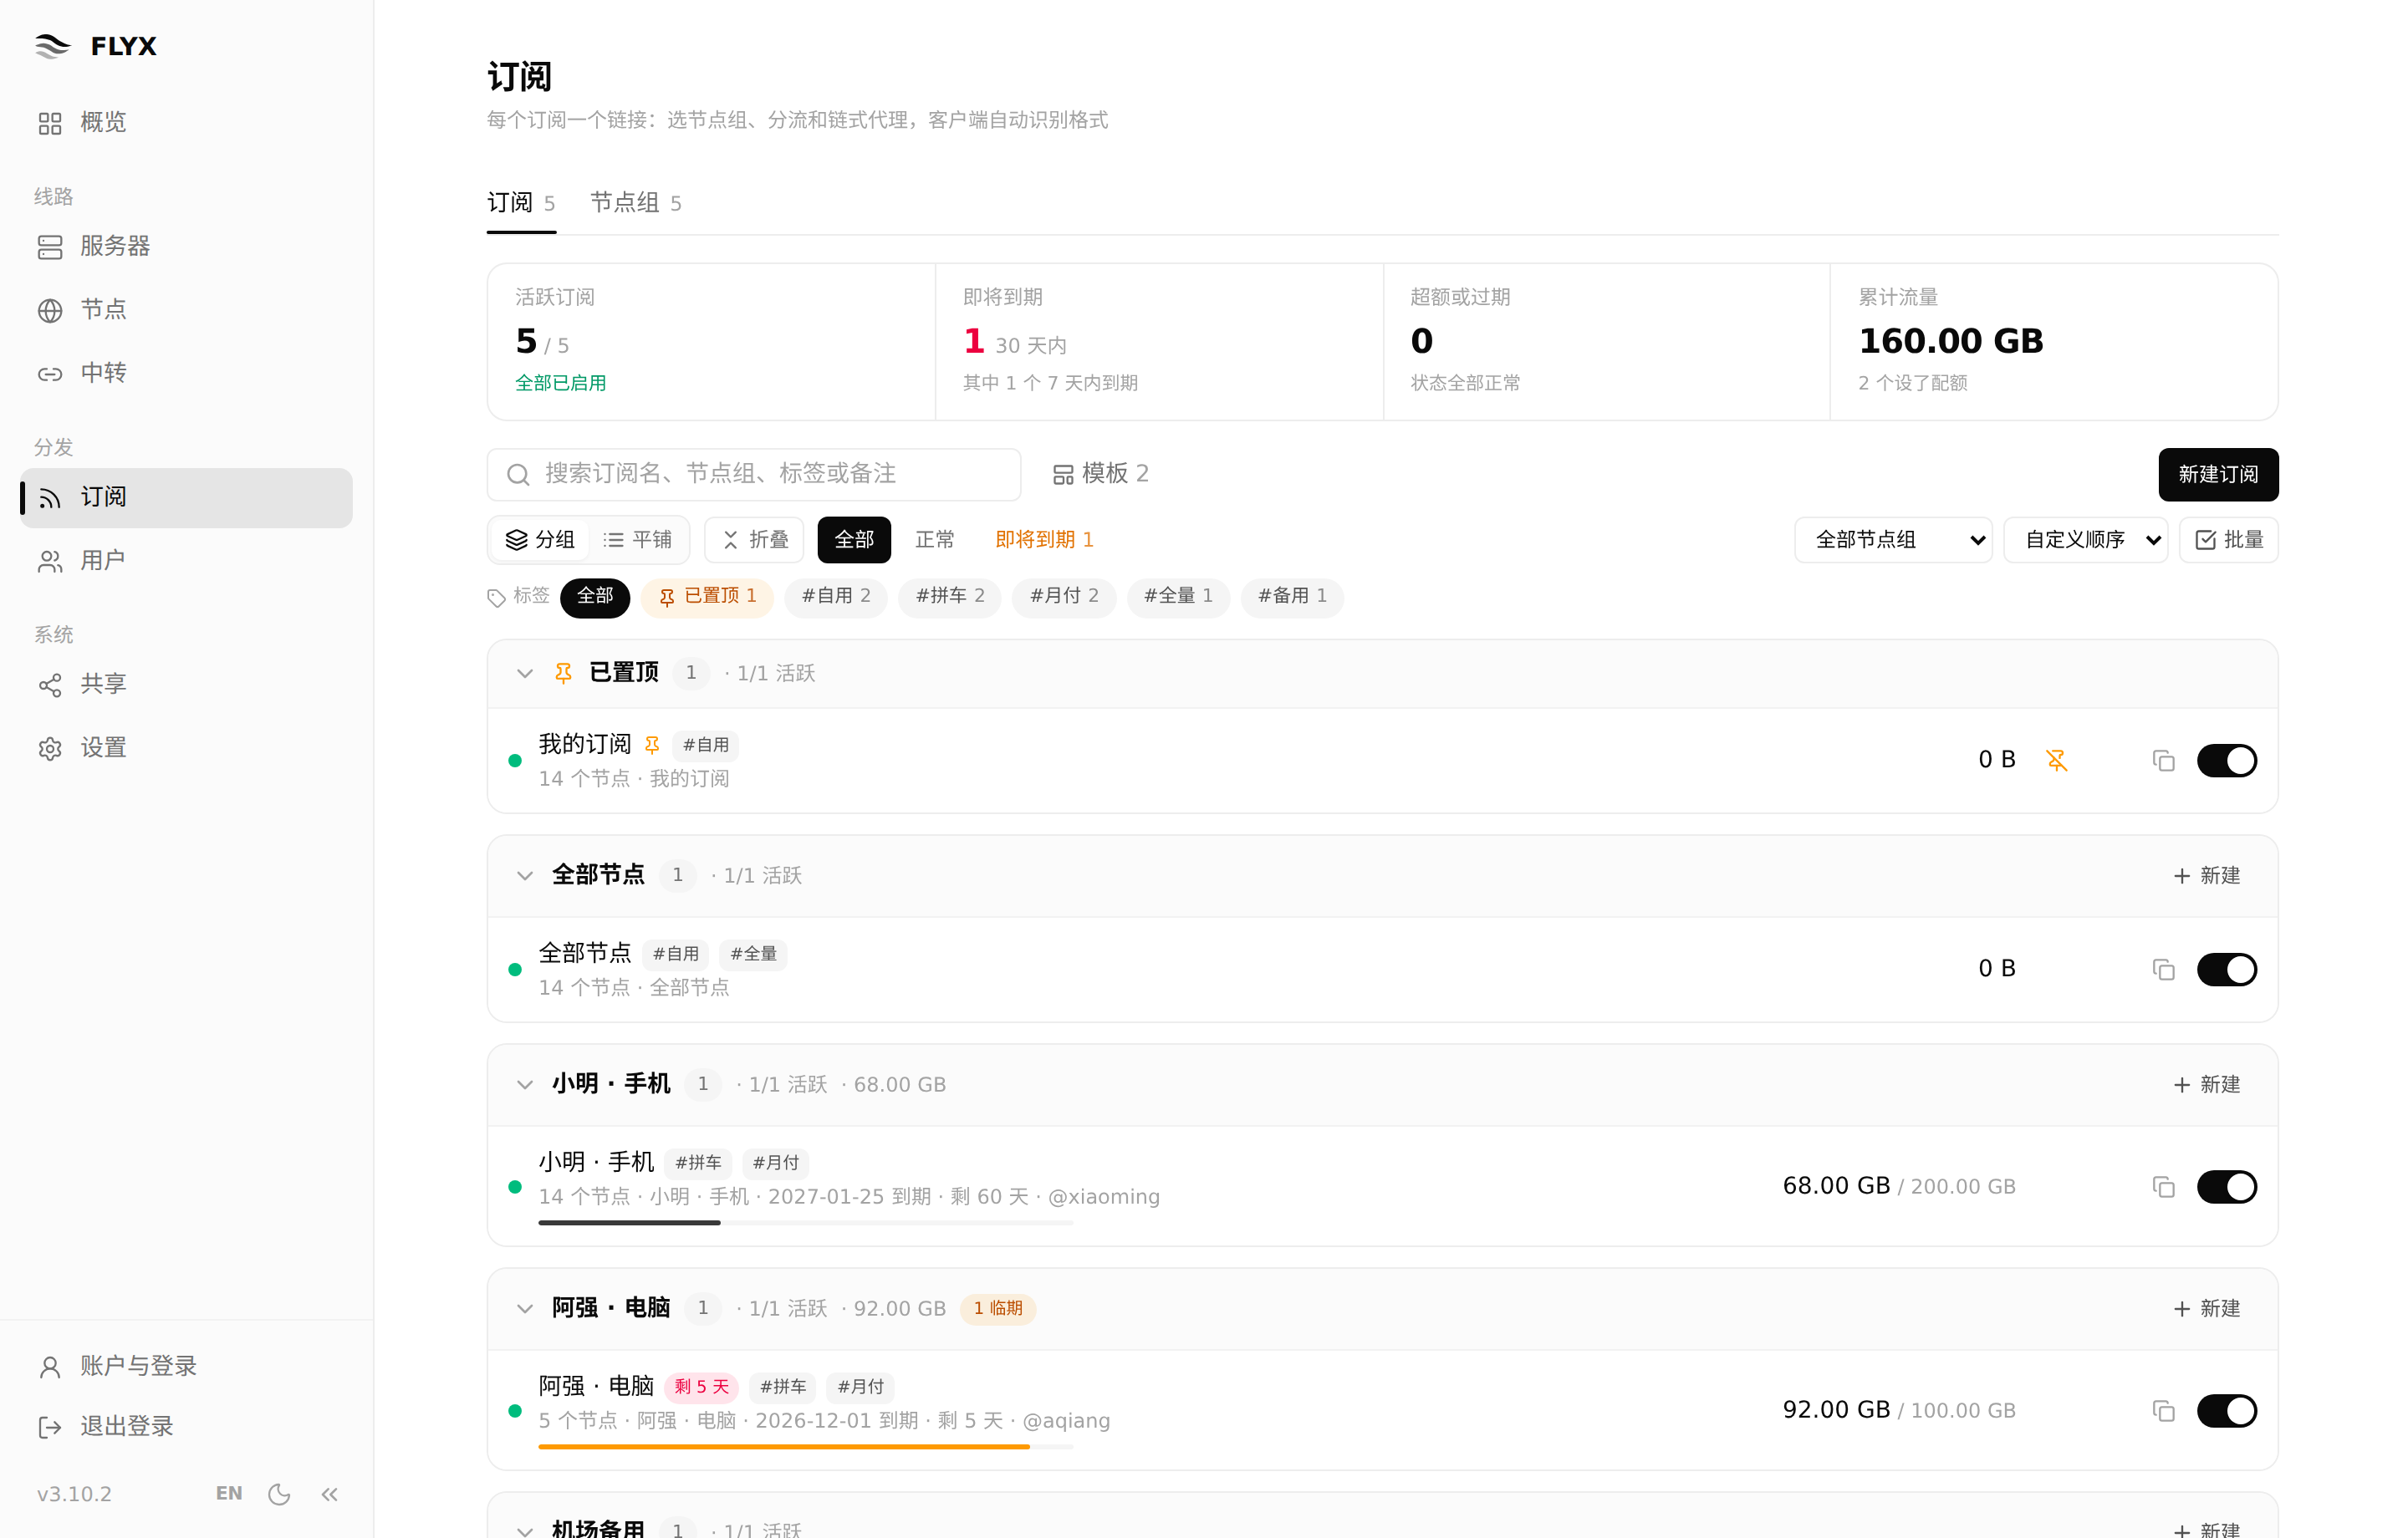 FLYX
概览
线路
服务器
节点
中转
分发
订阅
用户
系统
共享
设置
账户与登录
退出登录
v3.10.2 EN
订阅
每个订阅一个链接：选节点组、分流和链式代理，客户端自动识别格式
订阅 5 节点组 5
活跃订阅
5 / 5
全部已启用
即将到期
1 30 天内
其中 1 个 7 天内到期
超额或过期
0
状态全部正常
累计流量
160.00 GB
2 个设了配额
搜索订阅名、节点组、标签或备注 模板 2 新建订阅
分组 平铺 折叠 全部 正常 即将到期 1 全部节点组 自定义顺序 批量
标签 全部 已置顶 1 #自用 2 #拼车 2 #月付 2 #全量 1 #备用 1
已置顶 1 · 1/1 活跃
我的订阅 #自用
14 个节点 · 我的订阅
0 B
全部节点 1 · 1/1 活跃 新建
全部节点 #自用 #全量
14 个节点 · 全部节点
0 B
小明 · 手机 1 · 1/1 活跃 · 68.00 GB 新建
小明 · 手机 #拼车 #月付
14 个节点 · 小明 · 手机 · 2027-01-25 到期 · 剩 60 天 · @xiaoming
68.00 GB / 200.00 GB
阿强 · 电脑 1 · 1/1 活跃 · 92.00 GB 1 临期 新建
阿强 · 电脑 剩 5 天 #拼车 #月付
5 个节点 · 阿强 · 电脑 · 2026-12-01 到期 · 剩 5 天 · @aqiang
92.00 GB / 100.00 GB
机场备用 1 · 1/1 活跃 新建